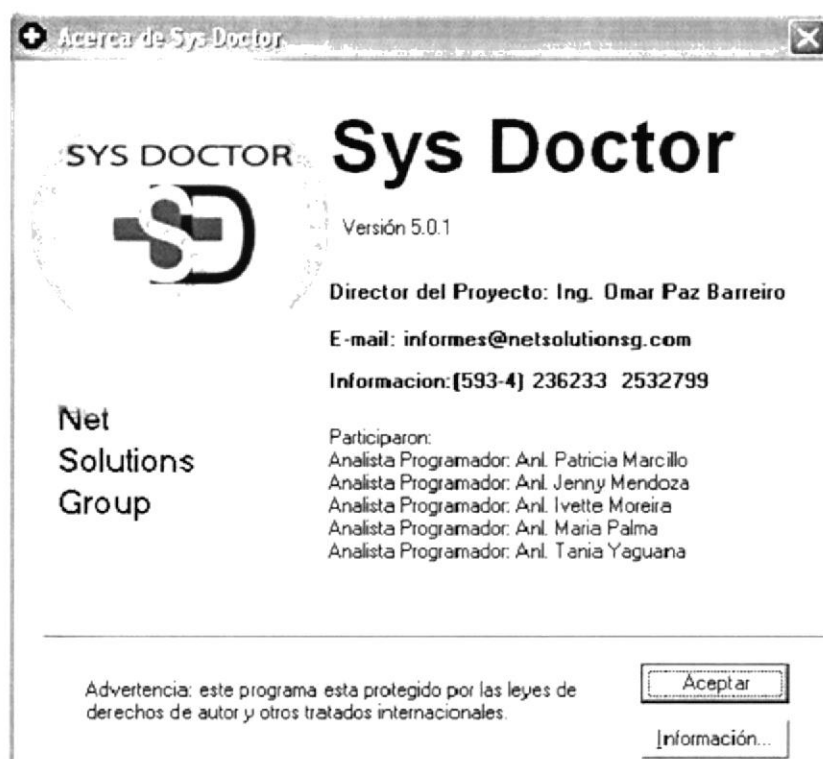 Acerca de Sys Doctor
SYS DOCTOR
SD
Sys Doctor
Versión 5.0.1
Director del Proyecto: Ing. Omar Paz Barreiro
E-mail: informes@netsolutionsg.com
Informacion:(593-4) 236233 2532799
Net
Solutions
Group
Participaron:
Analista Programador: Anl. Patricia Marcillo
Analista Programador: Anl. Jenny Mendoza
Analista Programador: Anl. Ivette Moreira
Analista Programador: Anl. Maria Palma
Analista Programador: Anl. Tania Yaguana
Advertencia: este programa esta protegido por las leyes de
derechos de autor y otros tratados internacionales.
Aceptar
Información...